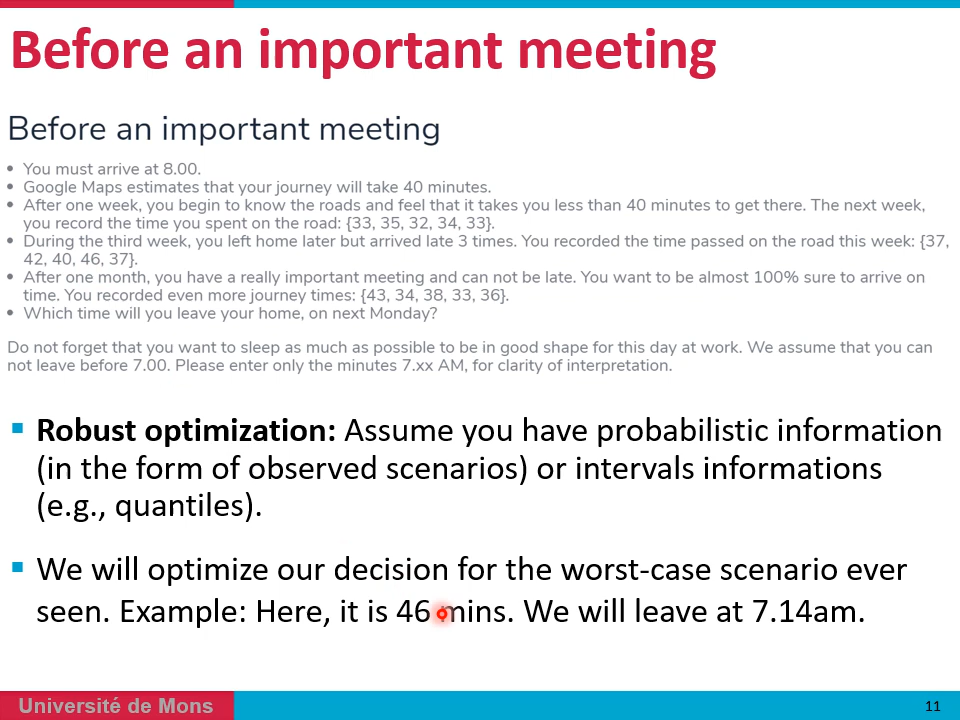 Before an important meeting
Before an important meeting
• You must arrive at 8.00.
• Google Maps estimates that your journey will take 40 minutes.
• After one week, you begin to know the roads and feel that it takes you less than 40 minutes to get there. The next week,
you record the time you spent on the road: {33, 35, 32, 34, 33}.
• During the third week, you left home later but arrived late 3 times. You recorded the time passed on the road this week: {37,
42, 40, 46, 37}.
• After one month, you have a really important meeting and can not be late. You want to be almost 100% sure to arrive on
time. You recorded even more journey times: {43, 34, 38, 33, 36}.
• Which time will you leave your home, on next Monday?
Do not forget that you want to sleep as much as possible to be in good shape for this day at work. We assume that you can
not leave before 7.00. Please enter only the minutes 7.xx AM, for clarity of interpretation.
▪ Robust optimization: Assume you have probabilistic information
(in the form of observed scenarios) or intervals informations
(e.g., quantiles).
▪ We will optimize our decision for the worst-case scenario ever
seen. Example: Here, it is 46 mins. We will leave at 7.14am.
Université de Mons
11